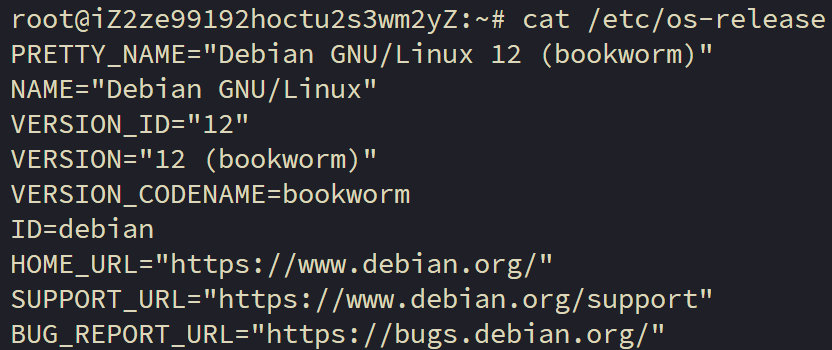 root@iZ2ze99192hoctu2s3wm2yZ:~# cat /etc/os-release
PRETTY_NAME="Debian GNU/Linux 12 (bookworm)"
NAME="Debian GNU/Linux"
VERSION_ID="12"
VERSION="12 (bookworm)"
VERSION_CODENAME=bookworm
ID=debian
HOME_URL="https://www.debian.org/"
SUPPORT_URL="https://www.debian.org/support"
BUG_REPORT_URL="https://bugs.debian.org/"